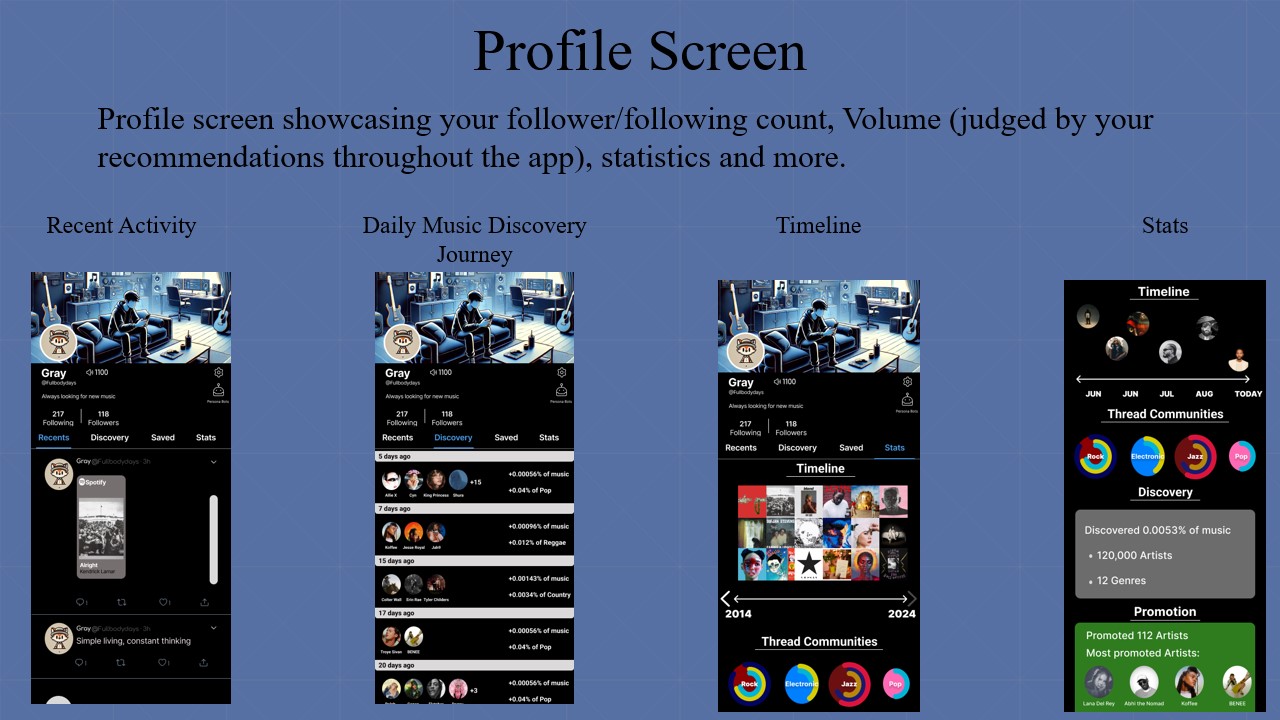 Profile Screen
Profile screen showcasing your follower/following count, Volume (judged by your
recommendations throughout the app), statistics and more.
Recent Activity
Gray
1100
@Fullbodydays
Always looking for new music
Persona Bots
217 118
Following Followers
Recents Discovery Saved Stats
Gray @Fullbodydays · 3h
Spotify
Alright
Kendrick Lamar
1 1
Gray @Fullbodydays · 3h
Simple living, constant thinking
1 1
Daily Music Discovery
Journey
Gray
1100
@Fullbodydays
Always looking for new music
Persona Bots
217 118
Following Followers
Recents Discovery Saved Stats
5 days ago
+0.00056% of music
+15
+0.04% of Pop
Allie X Cyn King Princess Shura
7 days ago
+0.00096% of music
+0.012% of Reggae
Koffee Jesse Royal Jah9
15 days ago
+0.00143% of music
+0.0034% of Country
Colter Wall Erin Rae Tyler Childers
17 days ago
+0.00056% of music
+0.04% of Pop
Troye Sivan BENEE
20 days ago
+0.00056% of music
+3
+0.04% of Pop
Timeline
Gray
1100
@Fullbodydays
Always looking for new music
Persona Bots
217 118
Following Followers
Recents Discovery Saved Stats
Timeline
2014 2024
Thread Communities
Rock Electronic Jazz Pop
Stats
Timeline
JUN JUN JUL AUG TODAY
Thread Communities
Rock Electronic Jazz Pop
Discovery
Discovered 0.0053% of music
• 120,000 Artists
• 12 Genres
Promotion
Promoted 112 Artists
Most promoted Artists:
Lana Del Rey Abhi the Nomad Koffee BENEE